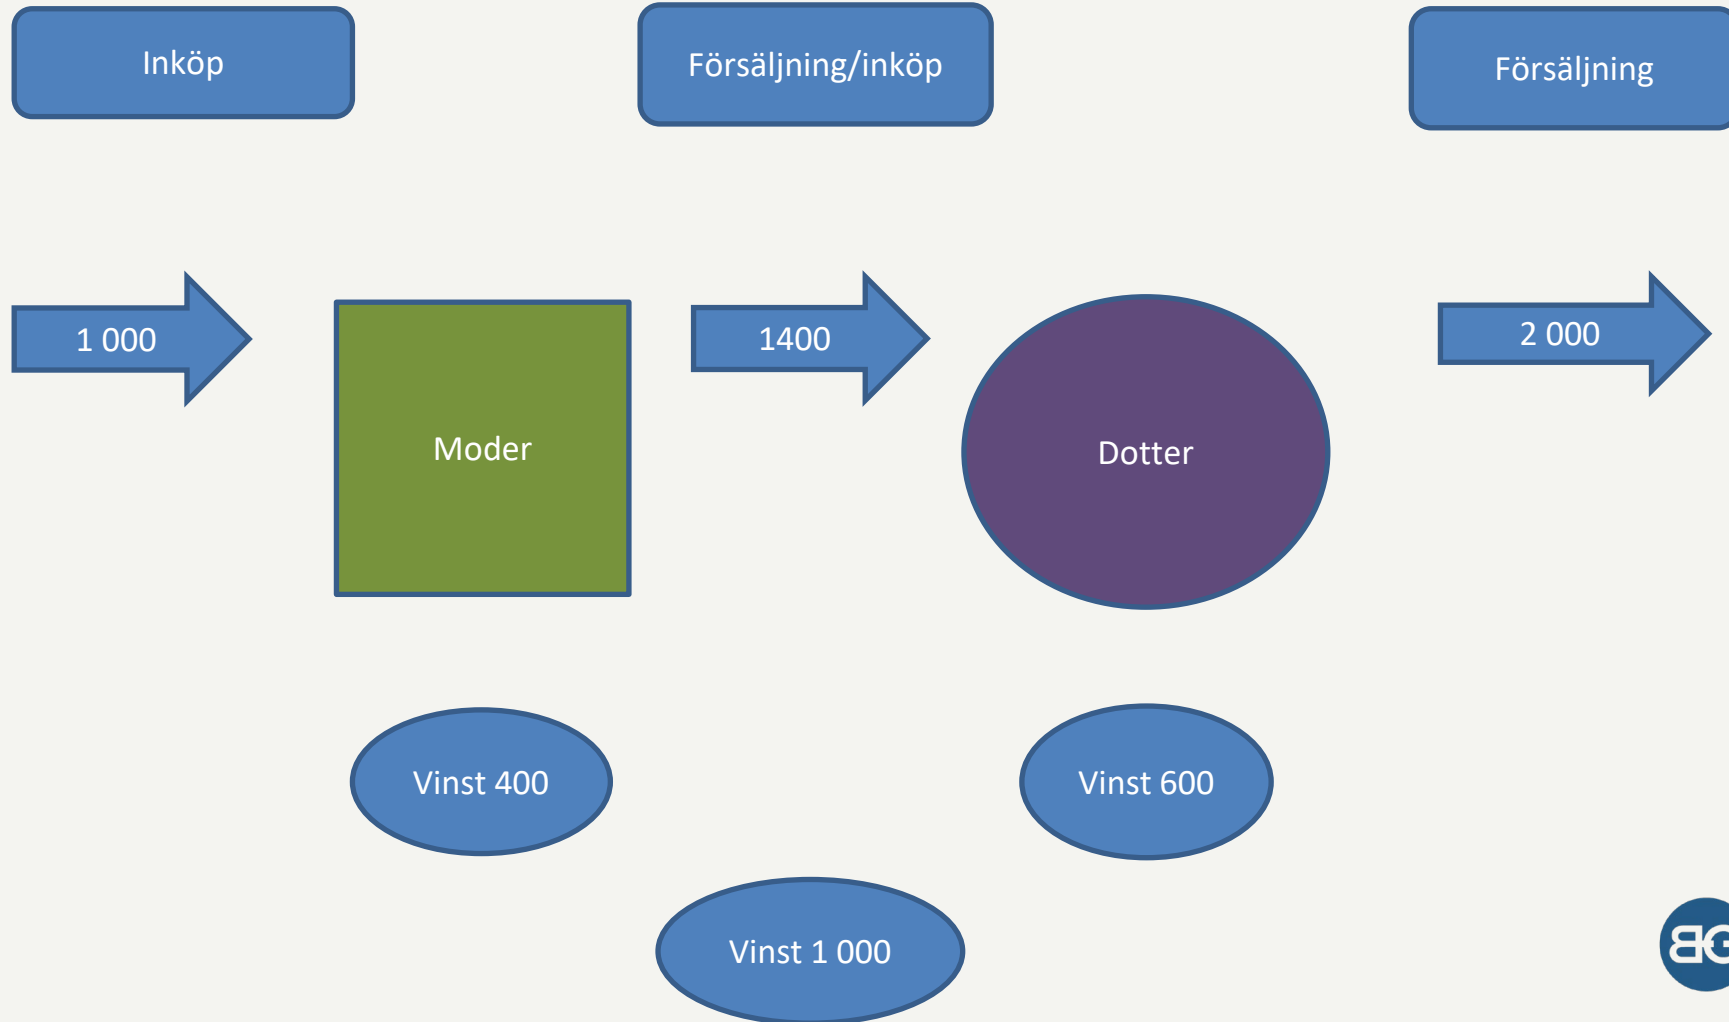 Inköp
Försäljning/inköp
Försäljning
1 000
1400
2 000
Moder
Dotter
Vinst 400
Vinst 600
Vinst 1 000